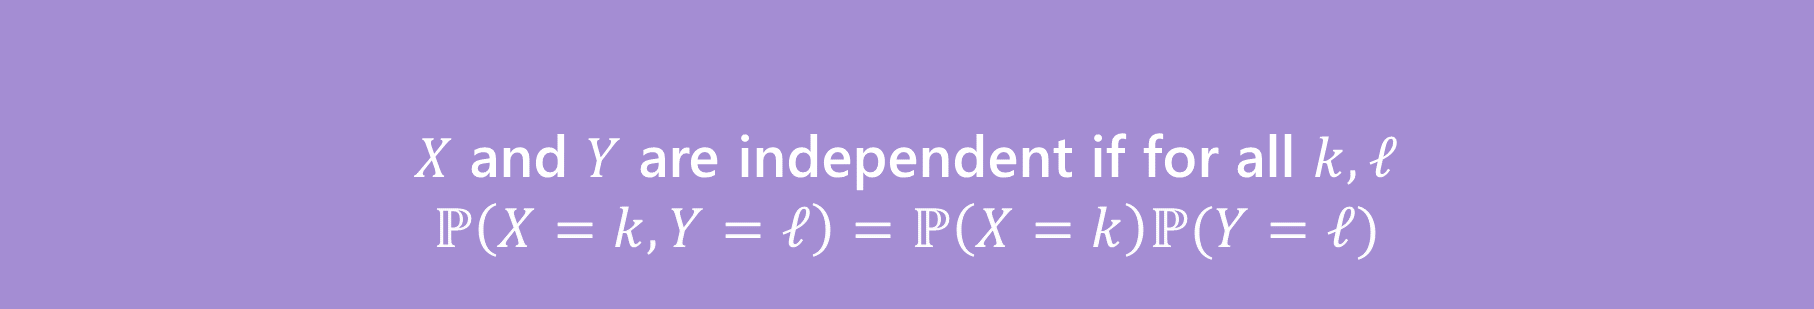 X and Y are independent if for all k, ℓ
ℙ(X = k, Y = ℓ) = ℙ(X = k)ℙ(Y = ℓ)